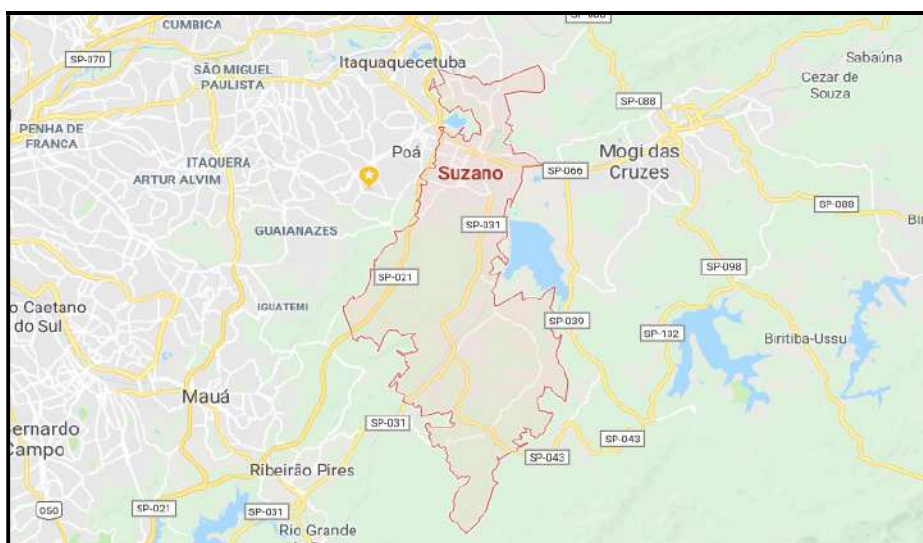 CUMBICA
SP-088
SP-070
Itaquaquecetuba
Sabaúna
SÃO MIGUEL
PAULISTA
Cezar de
Souza
SP-088
PENHA DE
FRANCA
Poá
Mogi das
Cruzes
ITAQUERA
Suzano
SP-066
ARTUR ALVIM
SP-088
GUAIANAZES
SP-031
SP-098
SP-021
IGUATEMI
o Caetano
do Sul
SP-039
SP-102
Biritiba-Ussu
Mauá
SP-031
ernardo
Campo
SP-043
SP-043
Ribeirão Pires
050
SP-021
SP-031
Rio Grande